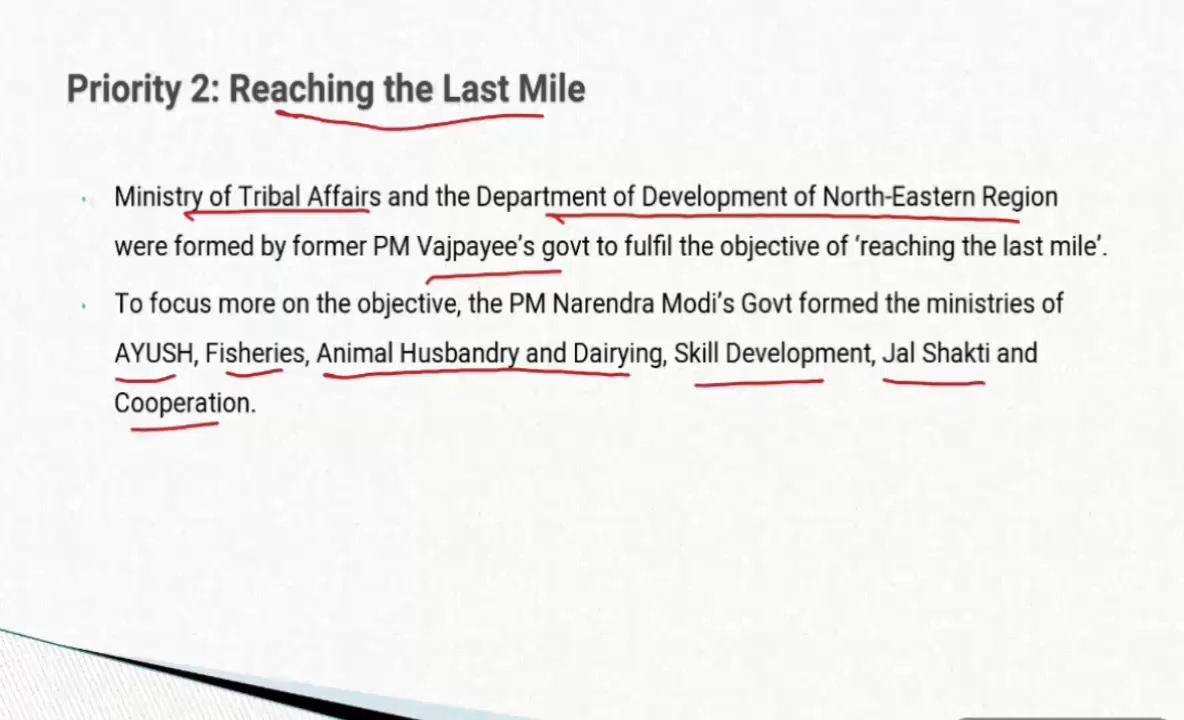 Priority 2: Reaching the Last Mile
Ministry of Tribal Affairs and the Department of Development of North-Eastern Region
were formed by former PM Vajpayee's govt to fulfil the objective of 'reaching the last mile'.
To focus more on the objective, the PM Narendra Modi's Govt formed the ministries of
AYUSH, Fisheries, Animal Husbandry and Dairying, Skill Development, Jal Shakti and
Cooperation.